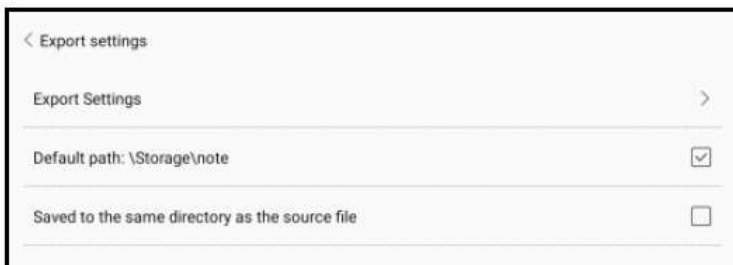 Export settings
Export Settings
Default path: \Storage\note
Saved to the same directory as the source file